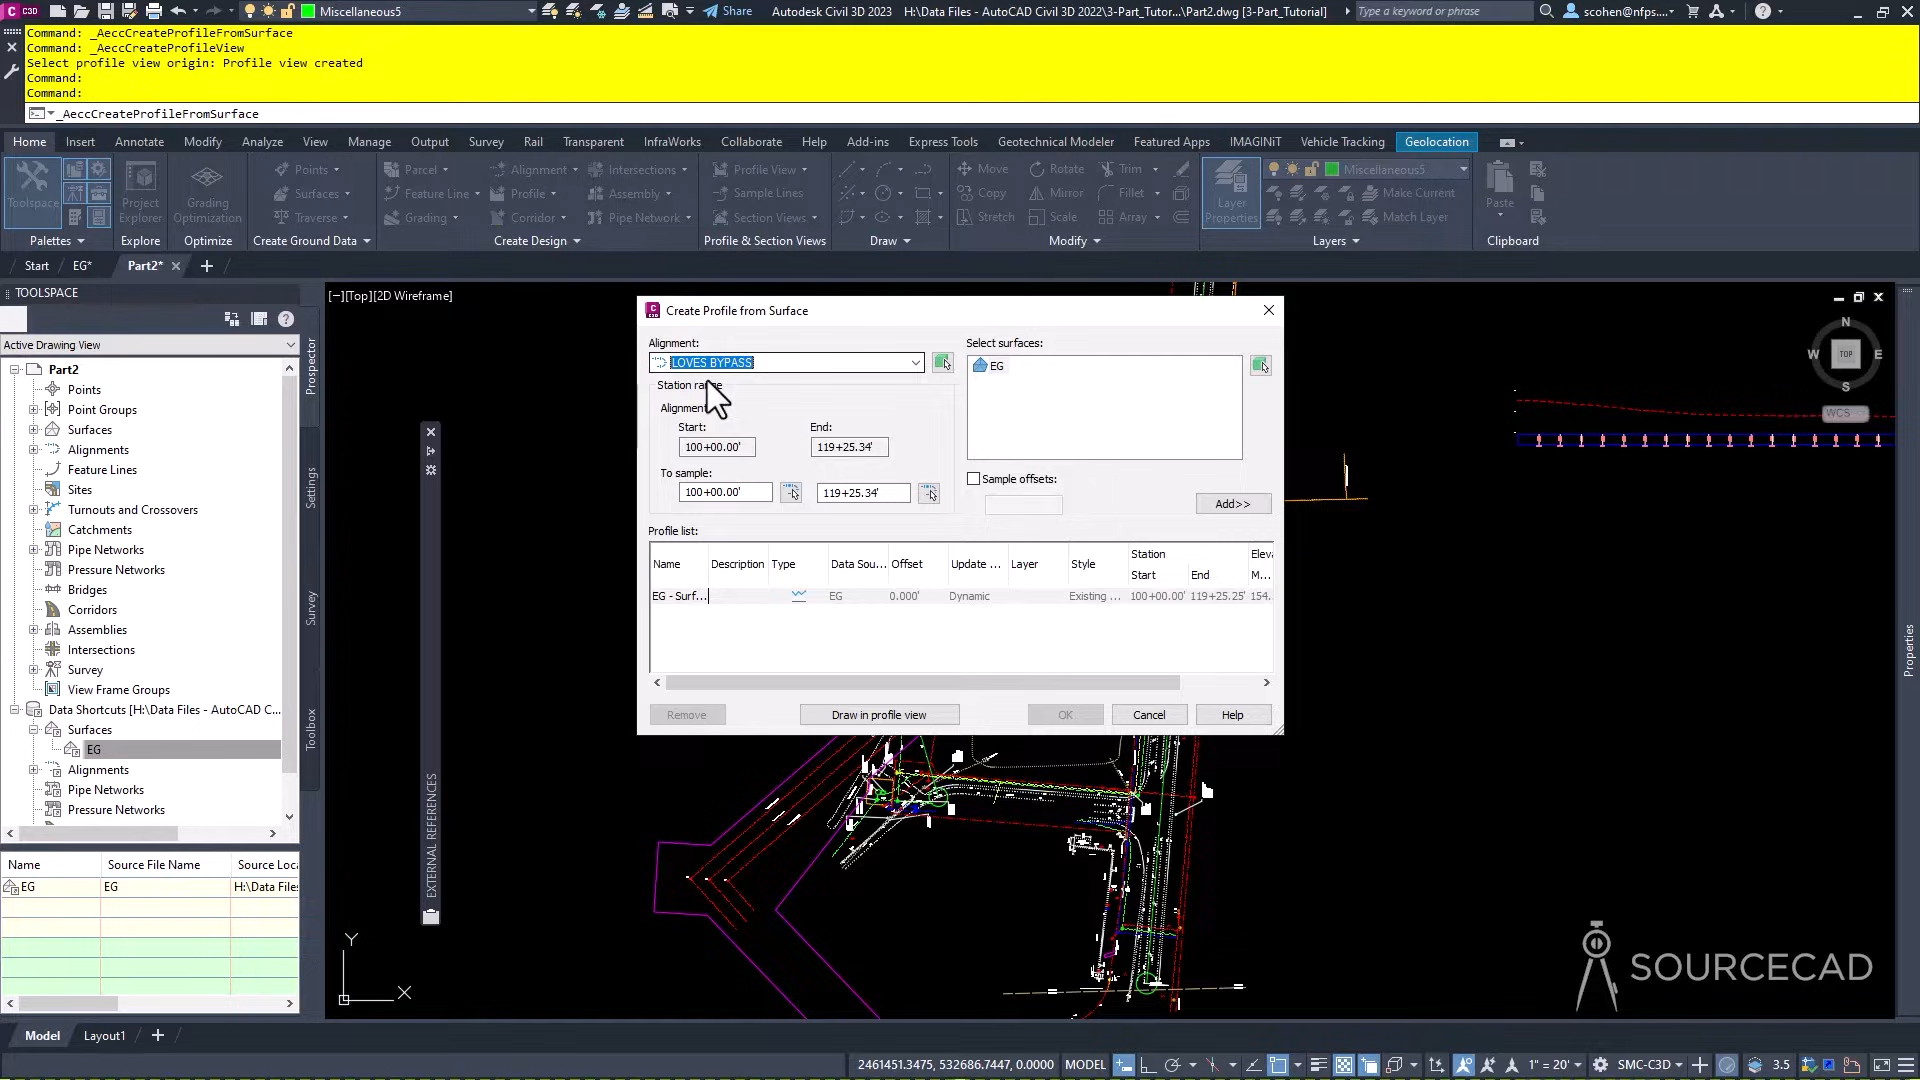 C3D
Miscellaneous5
Share
Autodesk Civil 3D 2023
H:\Data Files - AutoCAD Civil 3D 2022\3-Part_Tutor...\Part2.dwg [3-Part_Tutorial]
Type a keyword or phrase
scohen@nfps....
Command: _AeccCreateProfileFromSurface
Command: _AeccCreateProfileView
Select profile view origin: Profile view created
Command:
Command:
_AeccCreateProfileFromSurface
Home Insert Annotate Modify Analyze View Manage Output Survey Rail Transparent InfraWorks Collaborate Help Add-ins Express Tools Geotechnical Modeler Featured Apps IMAGINiT Vehicle Tracking Geolocation
Points Parcel Alignment Intersections Profile View Move Rotate Trim Miscellaneous5
Surfaces Feature Line Profile Assembly Sample Lines Copy Mirror Fillet Make Current
Toolspace Project Explorer Grading Optimization Layer Properties Paste
Traverse Grading Corridor Pipe Network Section Views Stretch Scale Array Match Layer
Palettes Explore Optimize Create Ground Data Create Design Profile & Section Views Draw Modify Layers Clipboard
Start EG* Part2*
TOOLSPACE
[−][Top][2D Wireframe]
Active Drawing View
Part2
Points
Point Groups
Surfaces
Alignments
Feature Lines
Sites
Turnouts and Crossovers
Catchments
Pipe Networks
Pressure Networks
Bridges
Corridors
Assemblies
Intersections
Survey
View Frame Groups
Data Shortcuts [H:\Data Files - AutoCAD C...
Surfaces
EG
Alignments
Pipe Networks
Pressure Networks
Prospector
Settings
Survey
Toolbox
Name Source File Name Source Loca
EG EG H:\Data Files
EXTERNAL REFERENCES
Create Profile from Surface
Alignment:
LOVES BYPASS
Select surfaces:
EG
Station range
Alignment
Start: End:
100+00.00' 119+25.34'
To sample:
100+00.00' 119+25.34'
Sample offsets:
Add>>
Profile list:
Name Description Type Data Sou... Offset Update ... Layer Style Station Eleva
Start End M...
EG - Surf... EG 0.000' Dynamic Existing ... 100+00.00' 119+25.25' 154.
Remove Draw in profile view OK Cancel Help
N
W TOP E
S
WCS
Properties
Y
X
SOURCECAD
Model Layout1
2461451.3475, 532686.7447, 0.0000 MODEL 1" = 20' SMC-C3D 3.5